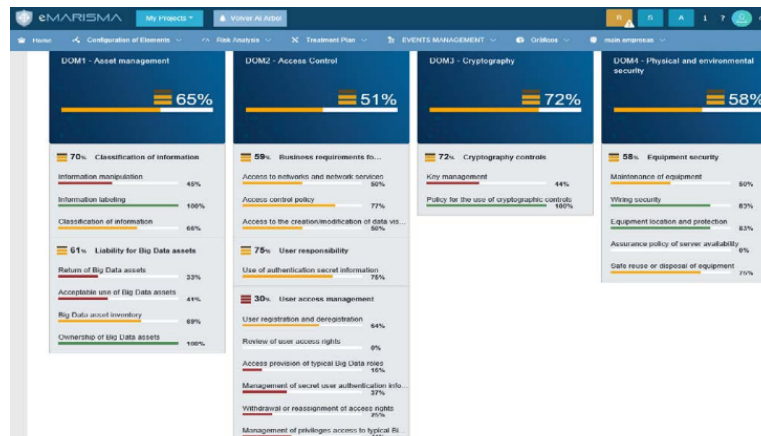 eMARISMA My Projects Volver Al Arbol R S A i ?
Home Configuration of Elements Risk Analysis Treatment Plan EVENTS MANAGEMENT Gráficos main empresas
DOM1 - Asset management
65%
70% Classification of information
Information manipulation
45%
Information labeling
100%
Classification of information
66%
61% Liability for Big Data assets
Return of Big Data assets
33%
Acceptable use of Big Data assets
41%
Big Data asset inventory
69%
Ownership of Big Data assets
100%
DOM2 - Access Control
51%
59% Business requirements fo...
Access to networks and network services
50%
Access control policy
77%
Access to the creation/modification of data vis...
50%
75% User responsibility
Use of authentication secret information
75%
30% User access management
User registration and deregistration
64%
Review of user access rights
0%
Access provision of typical Big Data roles
16%
Management of secret user authentication info...
37%
Withdrawal or reassignment of access rights
25%
Management of privileges access to typical Bi...
DOM3 - Cryptography
72%
72% Cryptography controls
Key management
44%
Policy for the use of cryptographic controls
100%
DOM4 - Physical and environmental
security
58%
58% Equipment security
Maintenance of equipment
50%
Wiring security
83%
Equipment location and protection
83%
Assurance policy of server availability
0%
Safe reuse or disposal of equipment
75%